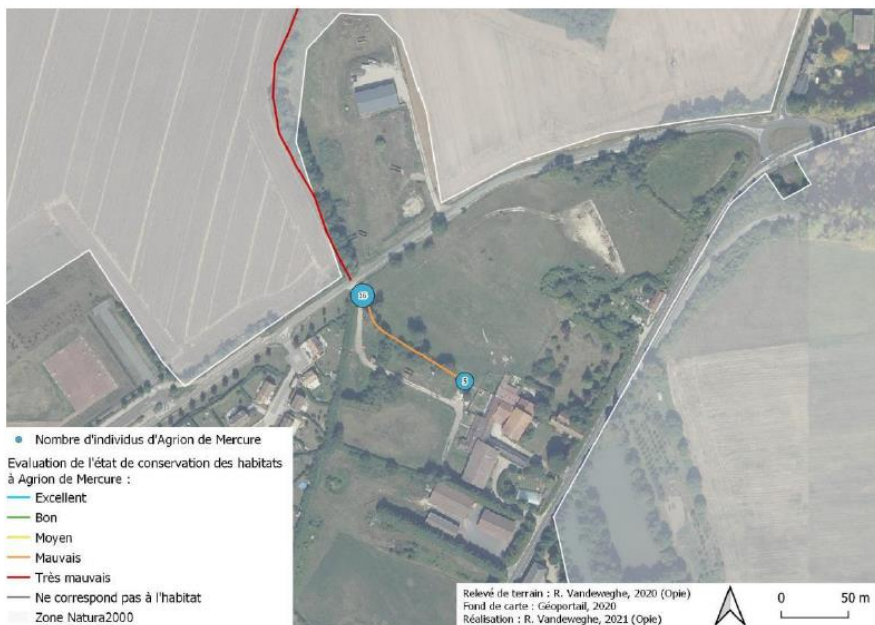 5
● Nombre d'individus d'Agrion de Mercure
Evaluation de l'état de conservation des habitats
à Agrion de Mercure :
Excellent
Bon
Moyen
Mauvais
Très mauvais
Ne correspond pas à l'habitat
Zone Natura2000
Relevé de terrain : R. Vandeweghe, 2020 (Opie)
Fond de carte : Géoportail, 2020
Réalisation : R. Vandeweghe, 2021 (Opie)
0 50 m